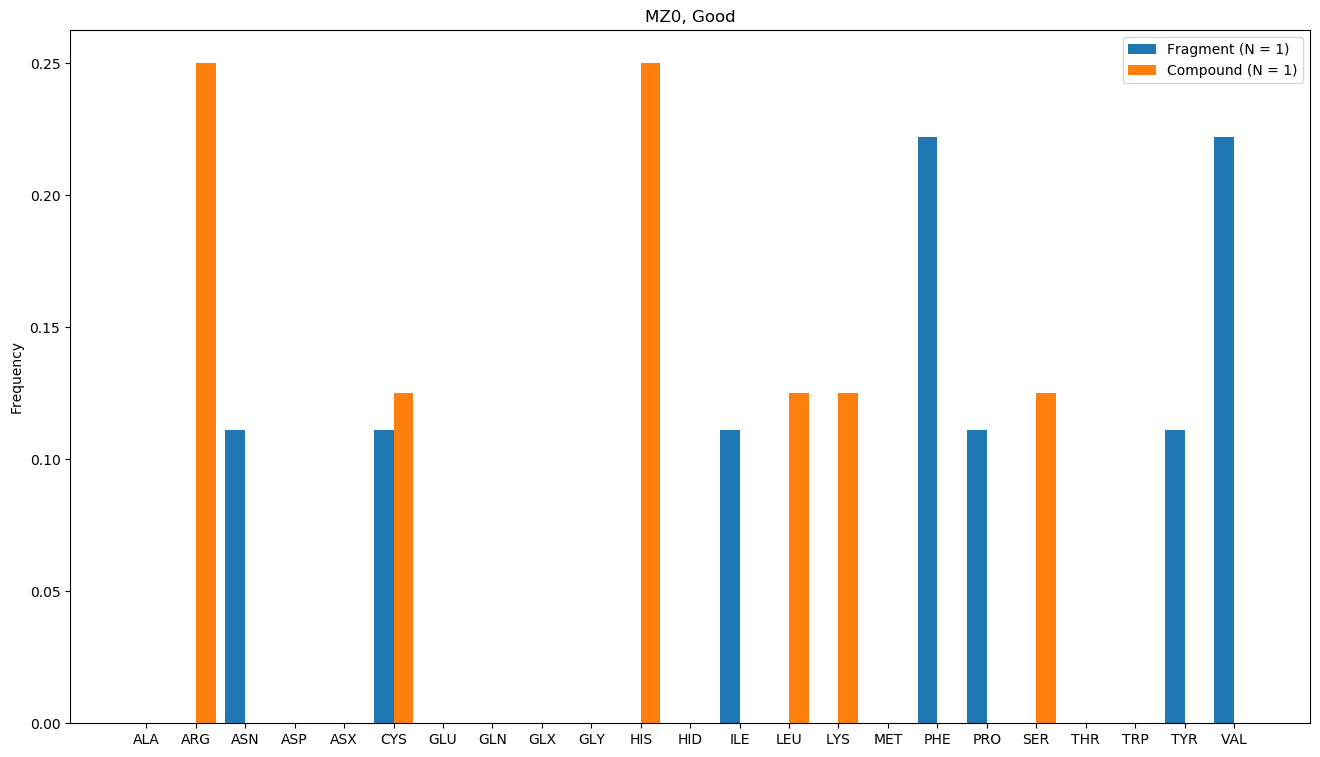 MZ0, Good
Fragment (N = 1)
Compound (N = 1)
Frequency
0.25
0.20
0.15
0.10
0.05
0.00
ALA ARG ASN ASP ASX CYS GLU GLN GLX GLY HIS HID ILE LEU LYS MET PHE PRO SER THR TRP TYR VAL